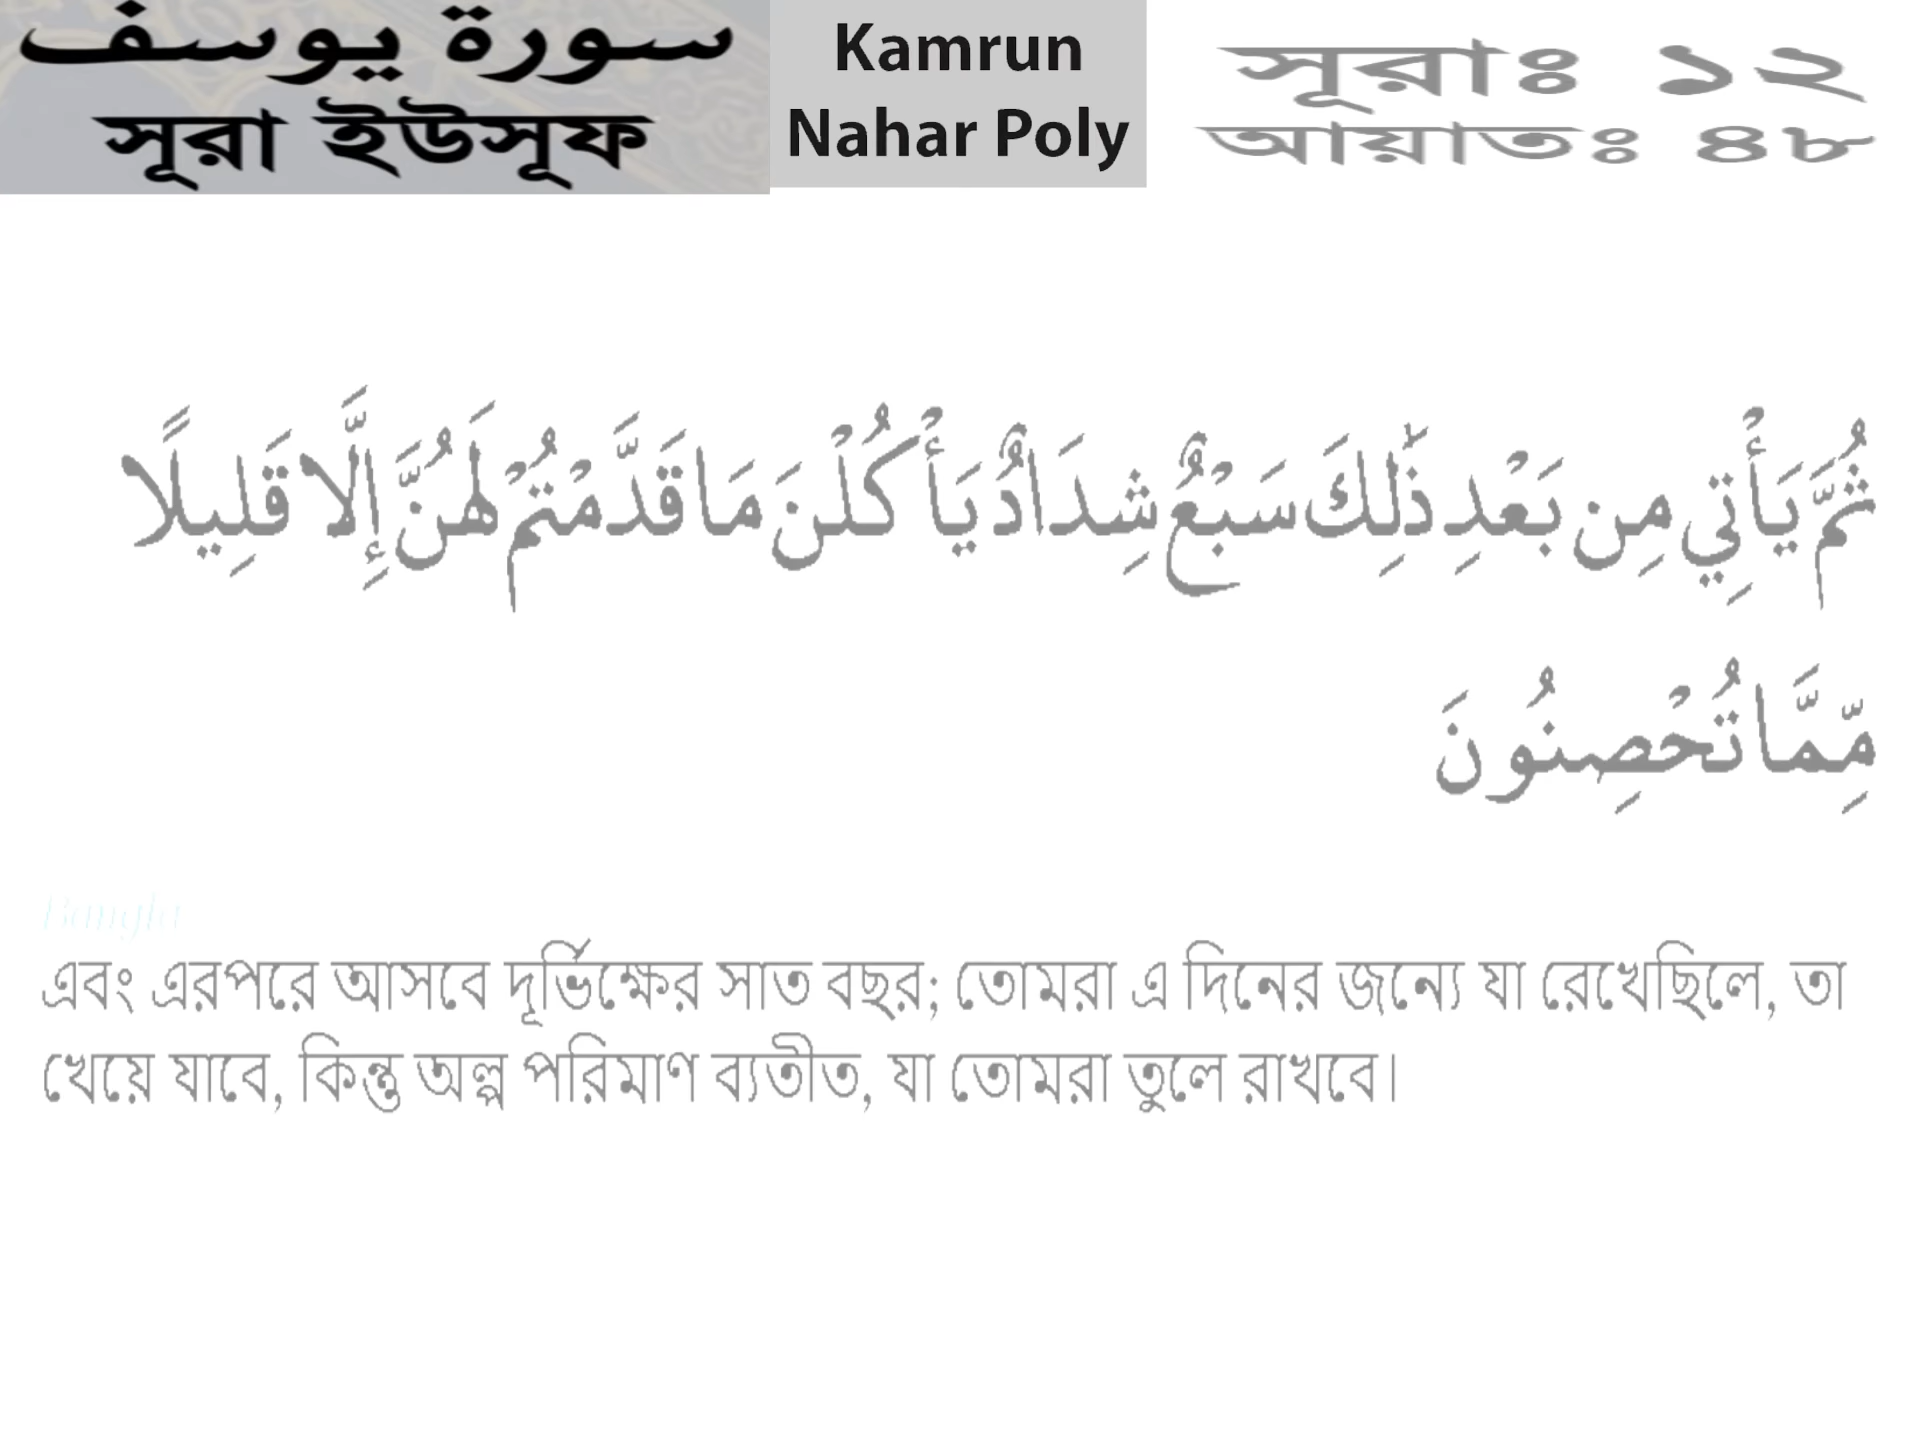 سورة يوسف
সূরা ইউসূফ
Kamrun
Nahar Poly
সূরাঃ ১২
আয়াতঃ ৪৮
ثُمَّ يَأْتِي مِن بَعْدِ ذَٰلِكَ سَبْعٌ شِدَادٌ يَأْكُلْنَ مَا قَدَّمْتُمْ لَهُنَّ إِلَّا قَلِيلًا
مِّمَّا تُحْصِنُونَ
Bangla
এবং এরপরে আসবে দূর্ভিক্ষের সাত বছর; তোমরা এ দিনের জন্যে যা রেখেছিলে, তা
খেয়ে যাবে, কিন্তু অল্প পরিমাণ ব্যতীত, যা তোমরা তুলে রাখবে।